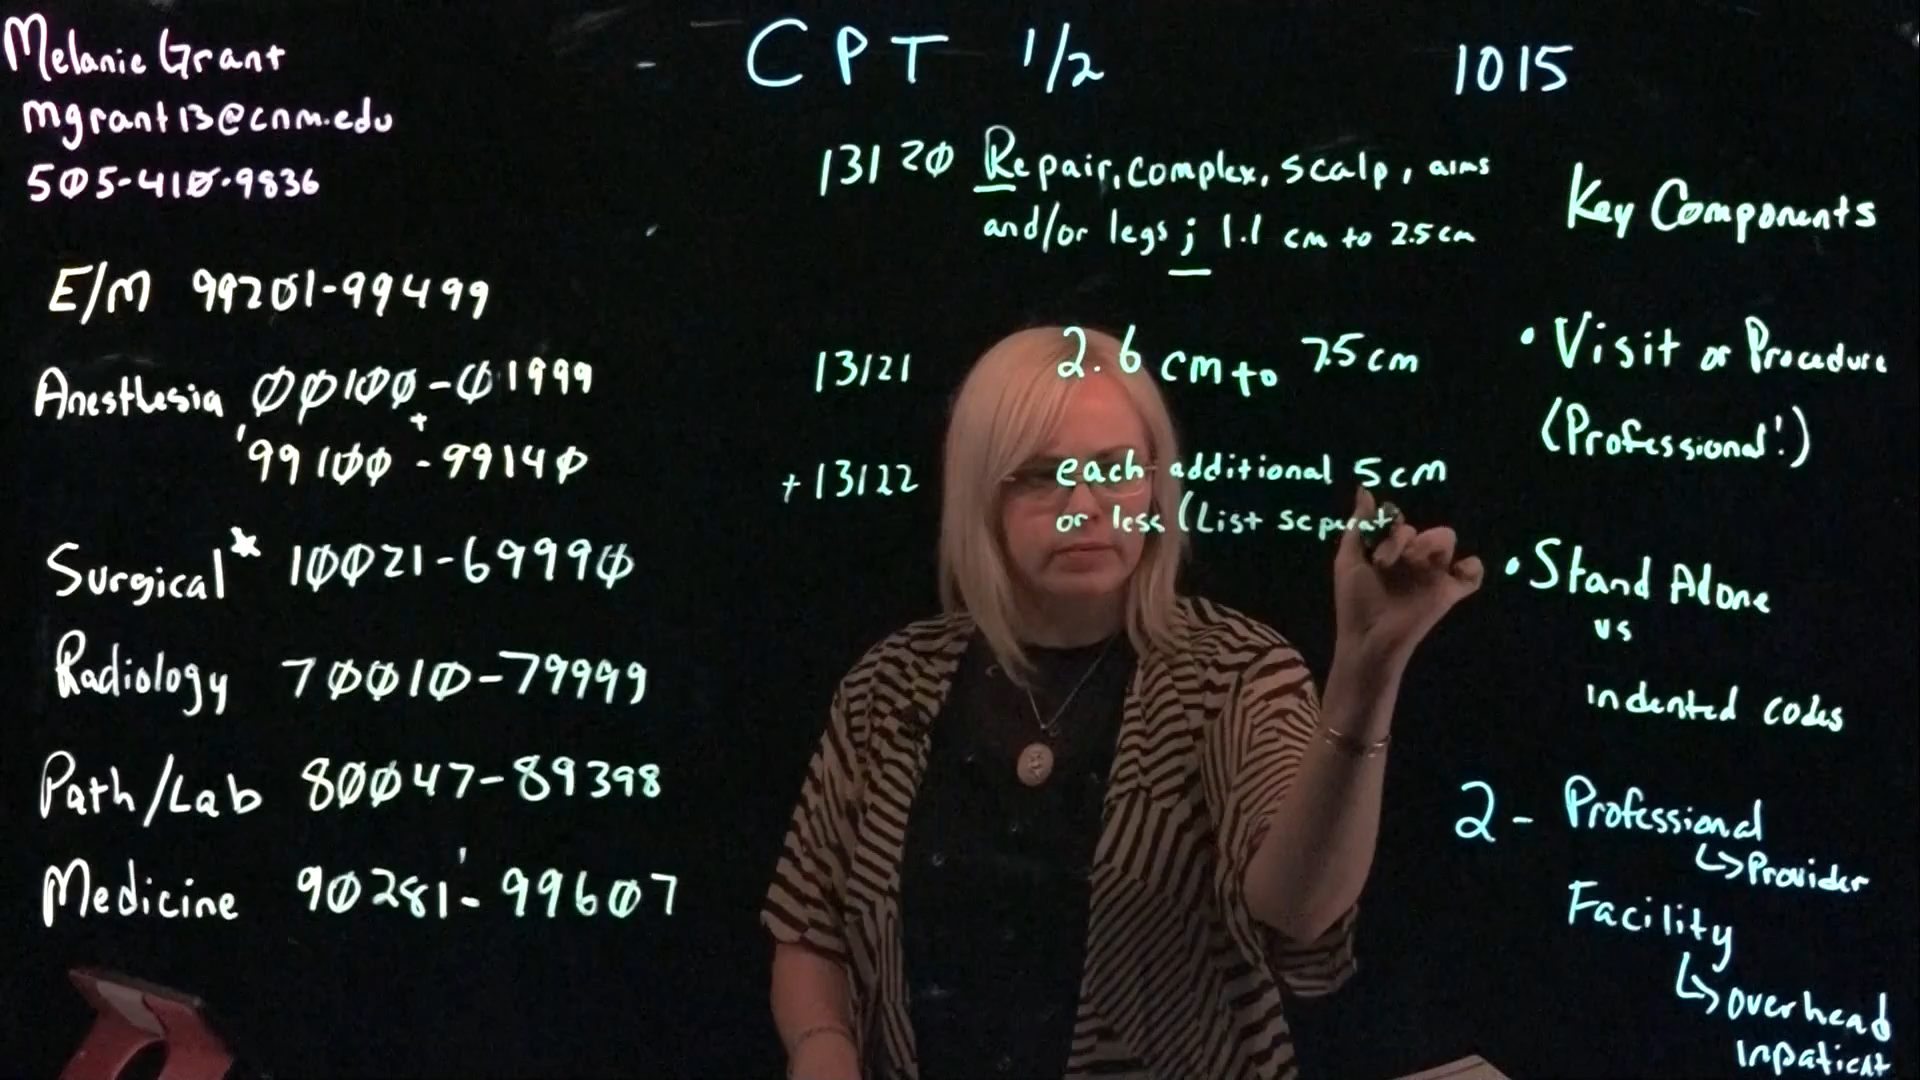 Melanie Grant
mgrant13@cnm.edu
505-410-9836
CPT 1/2
1015
E/M 99201-99499
Anesthesia 00100-01999
+
99100-99140
Surgical* 10021-69990
Radiology 70010-79999
Path/Lab 80047-89398
Medicine 90281-99607
13120 Repair, complex, scalp, arms
and/or legs; 1.1 cm to 2.5 cm
13121 2.6 cm to 7.5 cm
+13122 each additional 5 cm
or less (List separat
Key Components
• Visit or Procedure
(Professional!)
• Stand Alone
vs
indented codes
2 - Professional
↳ Provider
Facility
↳ overhead
inpatient